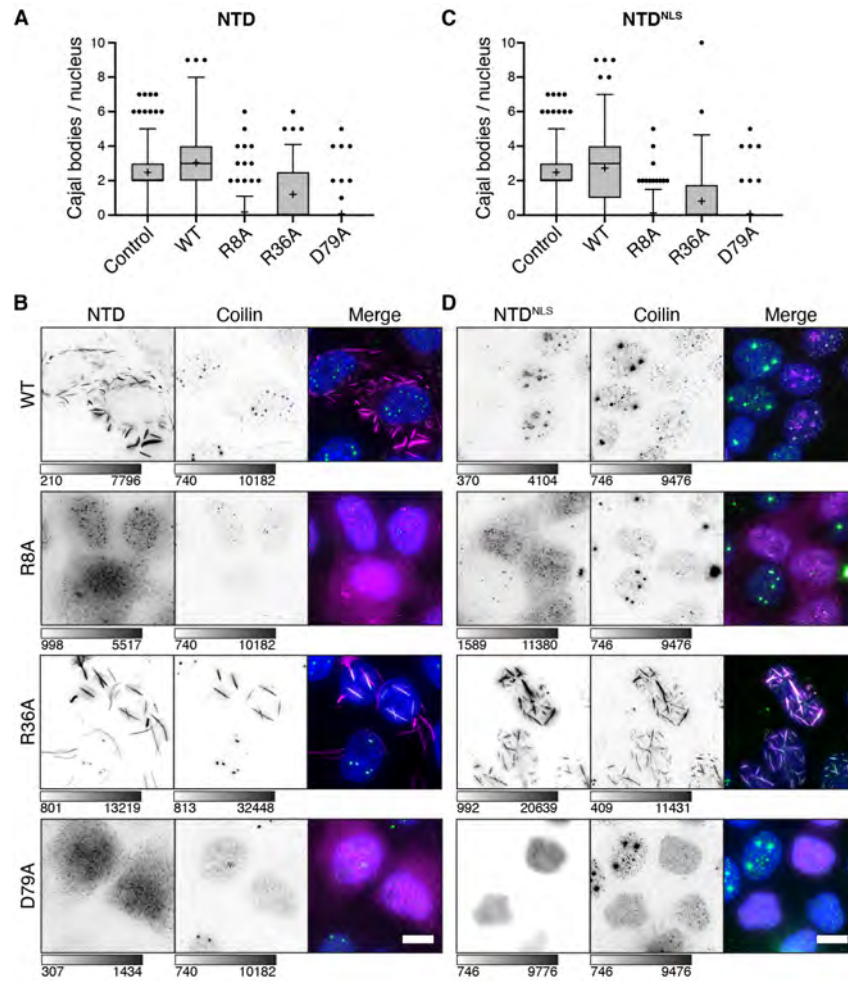 A
NTD
Cajal bodies / nucleus
10
8
6
4
2
0
Control
WT
R8A
R36A
D79A
C
NTD^NLS
Cajal bodies / nucleus
10
8
6
4
2
0
Control
WT
R8A
R36A
D79A
B
NTD Coilin Merge
WT
210 7796 740 10182
R8A
998 5517 740 10182
R36A
801 13219 813 32448
D79A
307 1434 740 10182
D
NTD^NLS Coilin Merge
370 4104 746 9476
1589 11380 746 9476
992 20639 409 11431
746 9776 746 9476